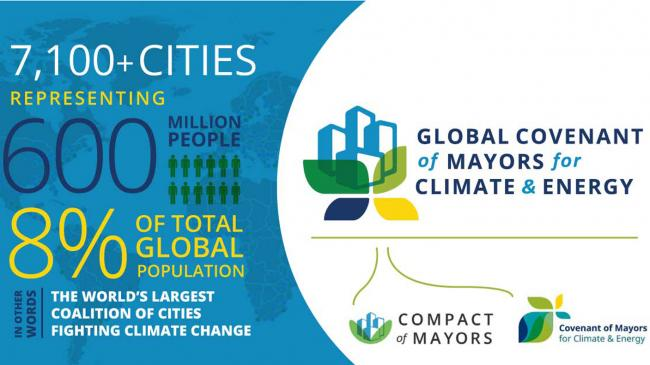 7,100+ CITIES
REPRESENTING
600 MILLION
PEOPLE
8% OF TOTAL
GLOBAL
POPULATION
IN OTHER
WORDS
THE WORLD'S LARGEST
COALITION OF CITIES
FIGHTING CLIMATE CHANGE
GLOBAL COVENANT
of MAYORS for
CLIMATE & ENERGY
COMPACT
of MAYORS
Covenant of Mayors
for Climate & Energy